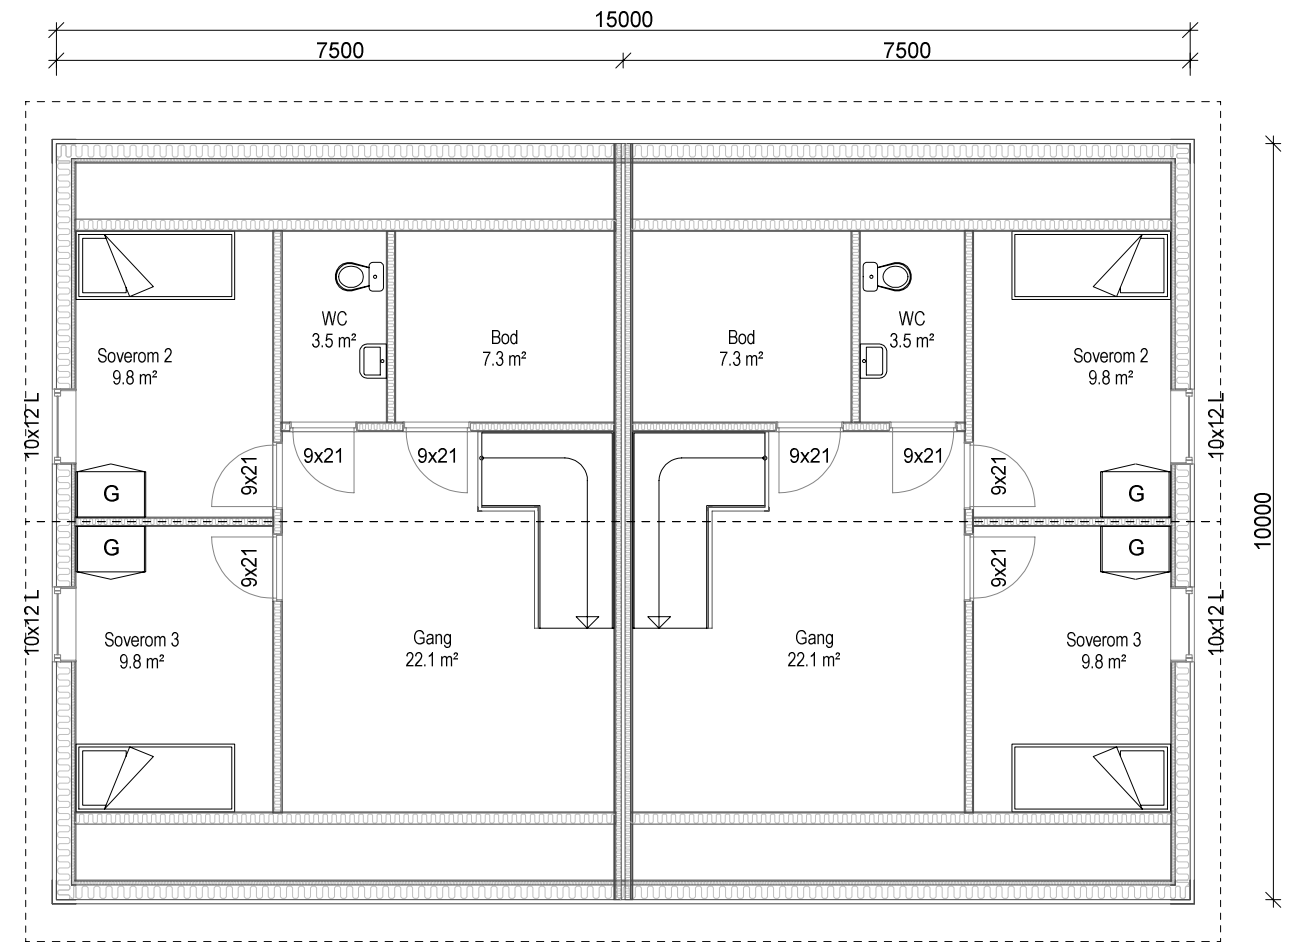 15000
7500
7500
10000
WC
3.5 m²
Bod
7.3 m²
Soverom 2
9.8 m²
Bod
7.3 m²
WC
3.5 m²
Soverom 2
9.8 m²
10x12 L
10x12 L
9x21
9x21
9x21
9x21
9x21
9x21
G
G
G
G
9x21
9x21
10x12 L
10x12 L
Soverom 3
9.8 m²
Gang
22.1 m²
Gang
22.1 m²
Soverom 3
9.8 m²